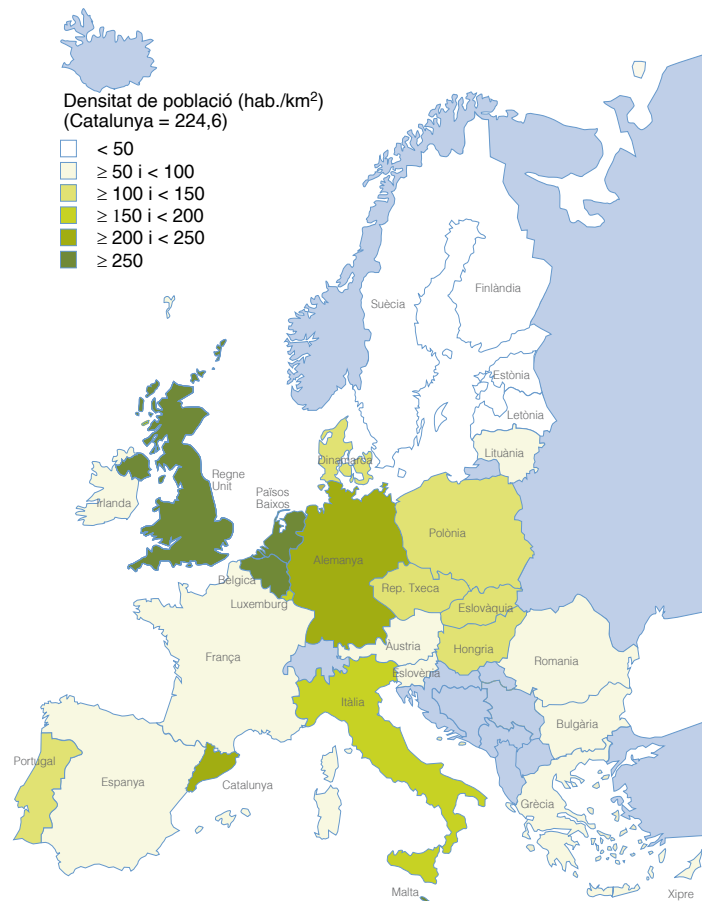 Densitat de població (hab./km²)
(Catalunya = 224,6)
< 50
≥ 50 i < 100
≥ 100 i < 150
≥ 150 i < 200
≥ 200 i < 250
≥ 250
Suècia
Finlàndia
Estònia
Letònia
Lituània
Dinamarca
Regne
Unit
Irlanda
Països
Baixos
Polònia
Alemanya
Bèlgica
Rep. Txeca
Luxemburg
Eslovàquia
Àustria
Hongria
França
Romania
Eslovènia
Itàlia
Bulgària
Portugal
Espanya
Catalunya
Grècia
Malta
Xipre